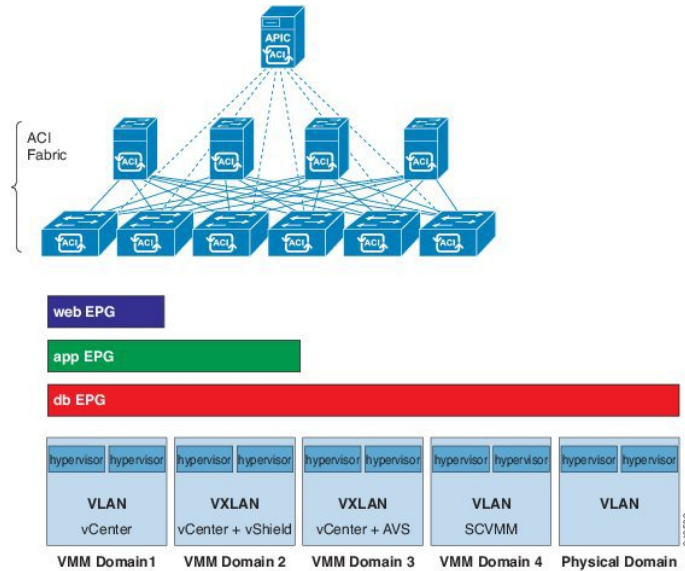 APIC
ACI
ACI
Fabric
ACI
ACI
ACI
ACI
ACI
ACI
ACI
ACI
ACI
ACI
web EPG
app EPG
db EPG
hypervisor hypervisor
VLAN
vCenter
VMM Domain1
hypervisor hypervisor
VXLAN
vCenter + vShield
VMM Domain 2
hypervisor hypervisor
VXLAN
vCenter + AVS
VMM Domain 3
hypervisor hypervisor
VLAN
SCVMM
VMM Domain 4
hypervisor hypervisor
VLAN
Physical Domain